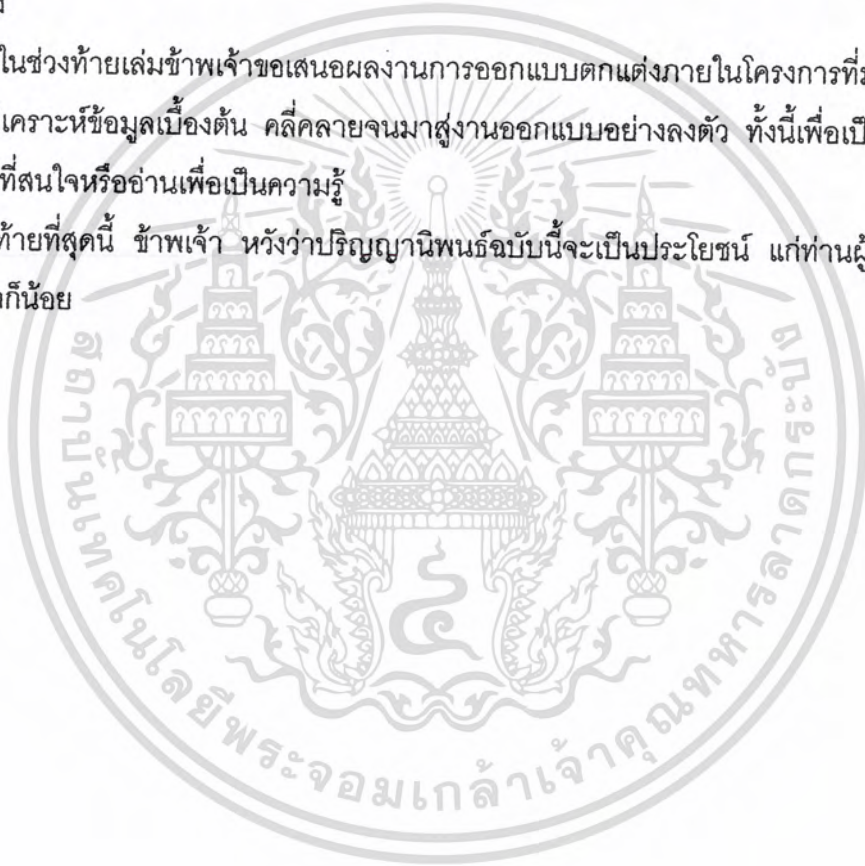 ในช่วงท้ายเล่มข้าพเจ้าขอเสนอผลงานการออกแบบตกแต่งภายในโครงการที่
เคราะห์ข้อมูลเบื้องต้น คลี่คลายจนมาสู่งานออกแบบอย่างลงตัว ทั้งนี้เพื่อเป็
ที่สนใจหรืออ่านเพื่อเป็นความรู้
ท้ายที่สุดนี้ ข้าพเจ้า หวังว่าปริญญานิพนธ์ฉบับนี้จะเป็นประโยชน์ แก่ท่านผู้
ก็น้อย
สถาบันเทคโนโลยีพระจอมเกล้าเจ้าคุณทหารลาดกระบัง